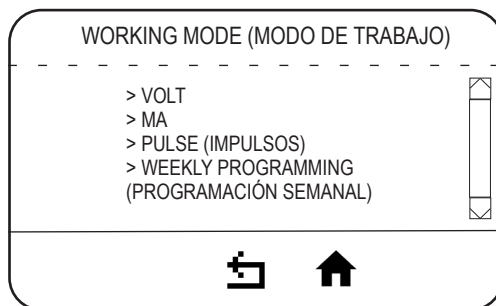 WORKING MODE (MODO DE TRABAJO)
> VOLT
> MA
> PULSE (IMPULSOS)
> WEEKLY PROGRAMMING
(PROGRAMACIÓN SEMANAL)